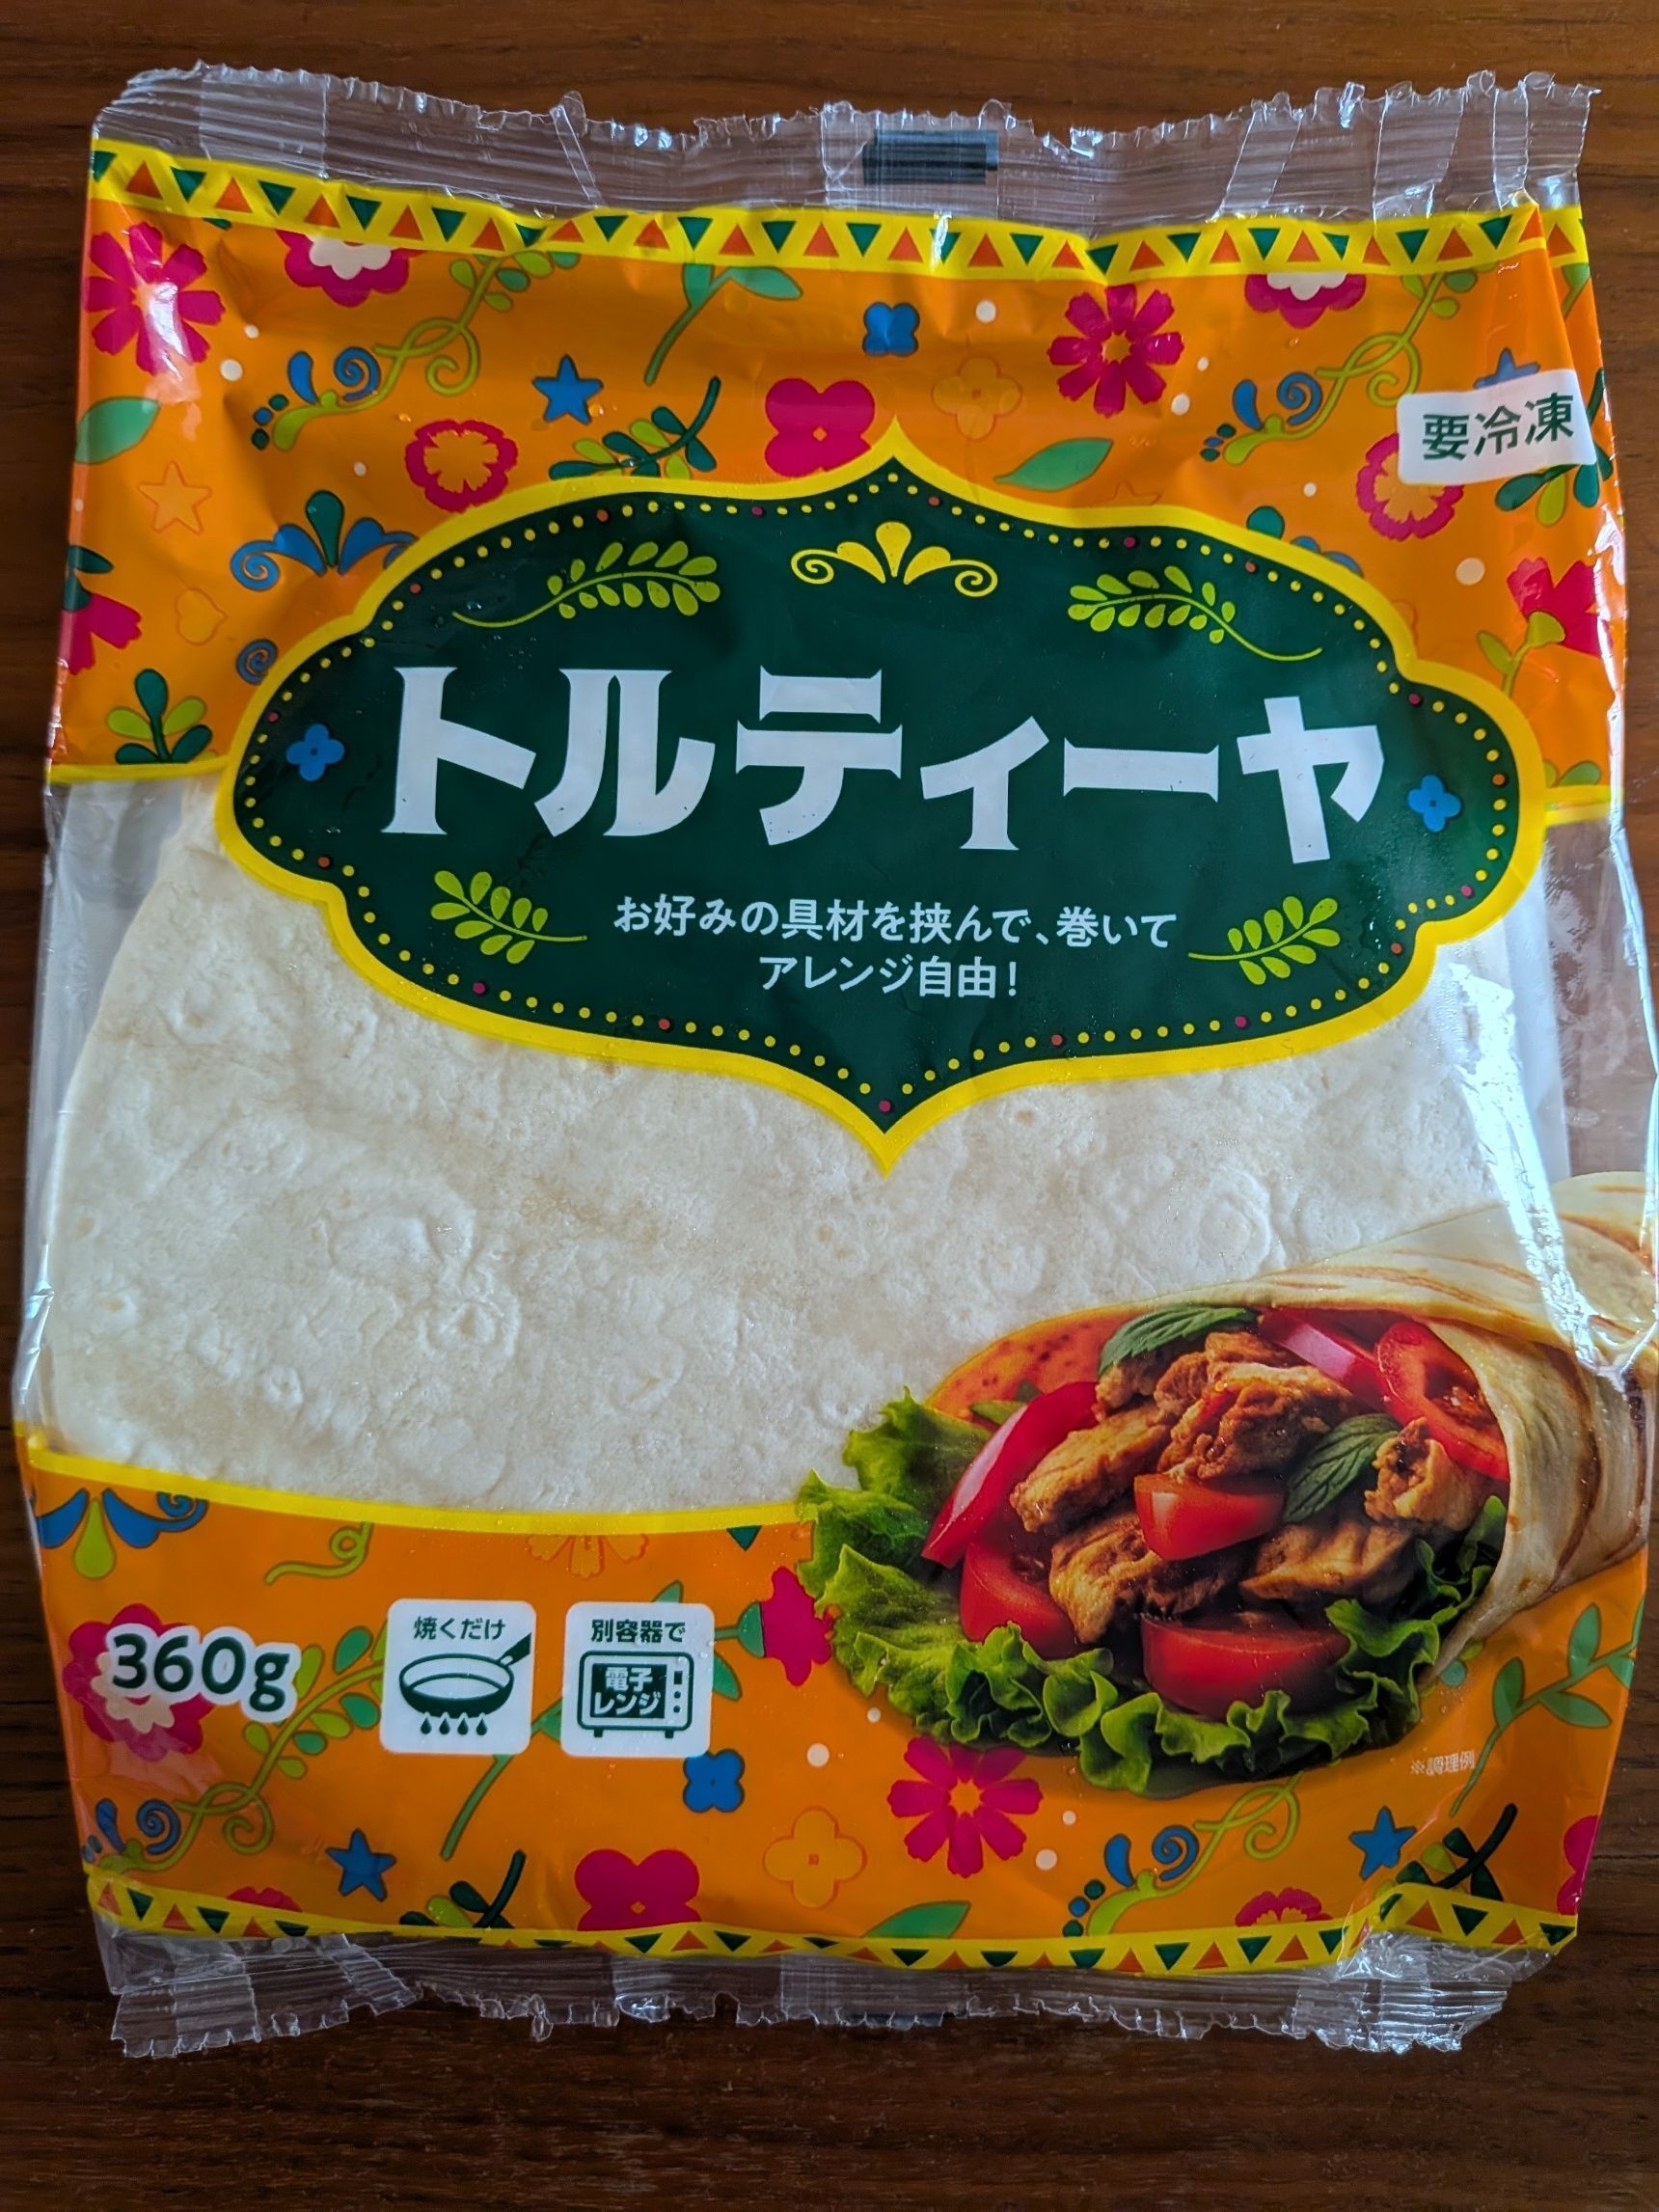 要冷凍
トルティーヤ
お好みの具材を挟んで、巻いて
アレンジ自由!
360g
焼くだけ
別容器で
電子
レンジ
※調理例